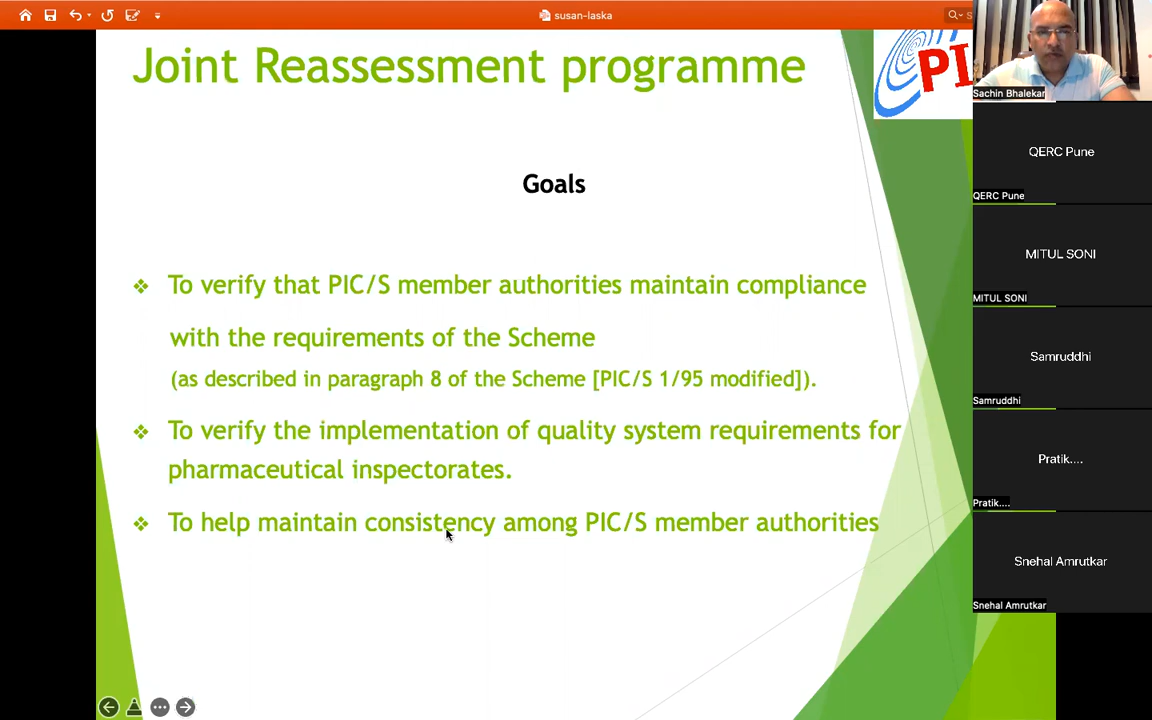 susan-laska
S
Joint Reassessment programme
PI
Goals
❖ To verify that PIC/S member authorities maintain compliance
with the requirements of the Scheme
(as described in paragraph 8 of the Scheme [PIC/S 1/95 modified]).
❖ To verify the implementation of quality system requirements for
pharmaceutical inspectorates.
❖ To help maintain consistency among PIC/S member authorities
Sachin Bhalekar
QERC Pune
QERC Pune
MITUL SONI
MITUL SONI
Samruddhi
Samruddhi
Pratik....
Pratik....
Snehal Amrutkar
Snehal Amrutkar